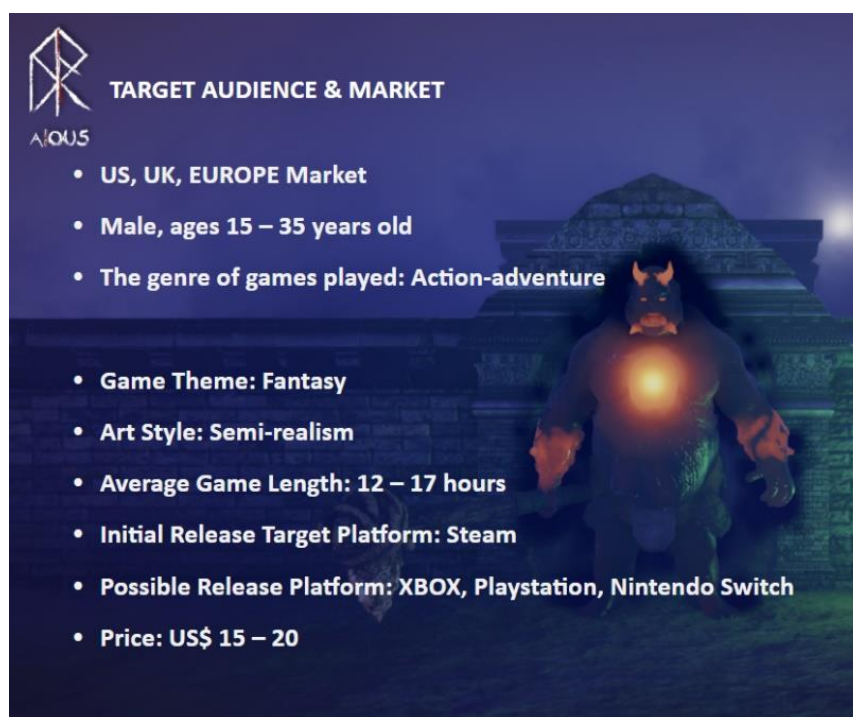 TARGET AUDIENCE & MARKET
AIOUS
• US, UK, EUROPE Market
• Male, ages 15 – 35 years old
• The genre of games played: Action-adventure
• Game Theme: Fantasy
• Art Style: Semi-realism
• Average Game Length: 12 – 17 hours
• Initial Release Target Platform: Steam
• Possible Release Platform: XBOX, Playstation, Nintendo Switch
• Price: US$ 15 – 20